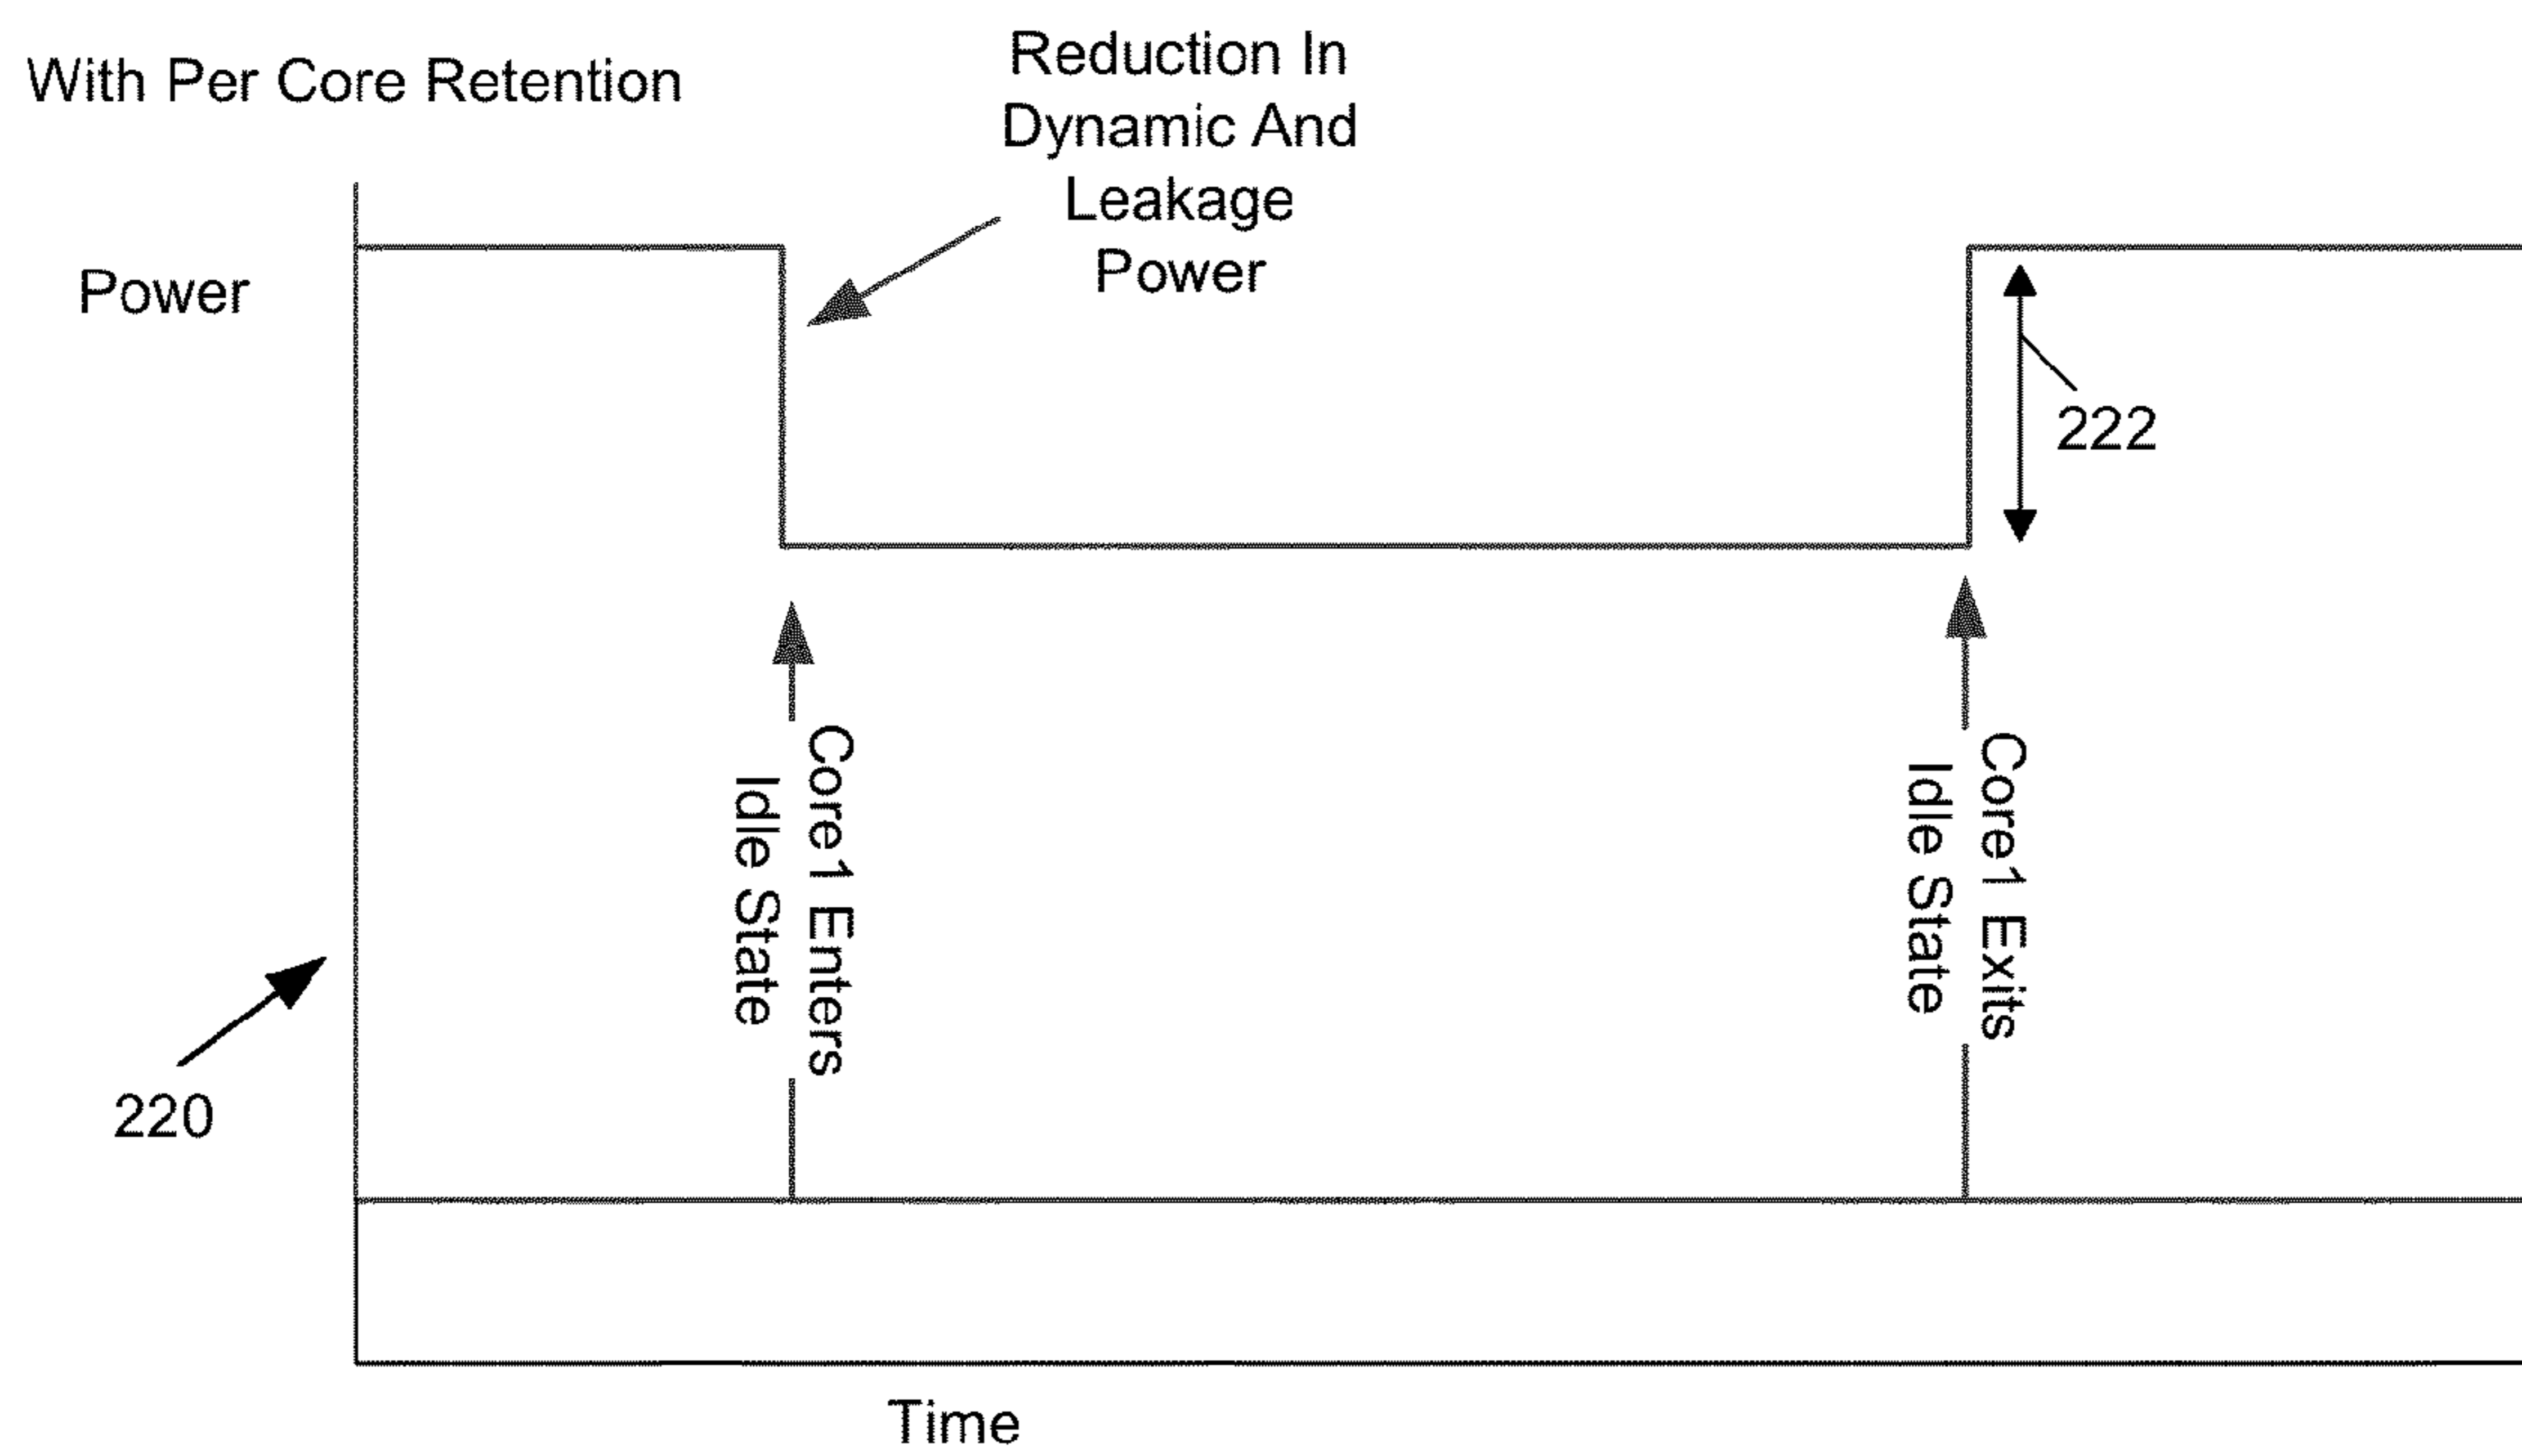 With Per Core Retention
Reduction In
Dynamic And
Leakage
Power
Power
222
Core1 Enters
Idle State
Core1 Exits
Idle State
220
Time